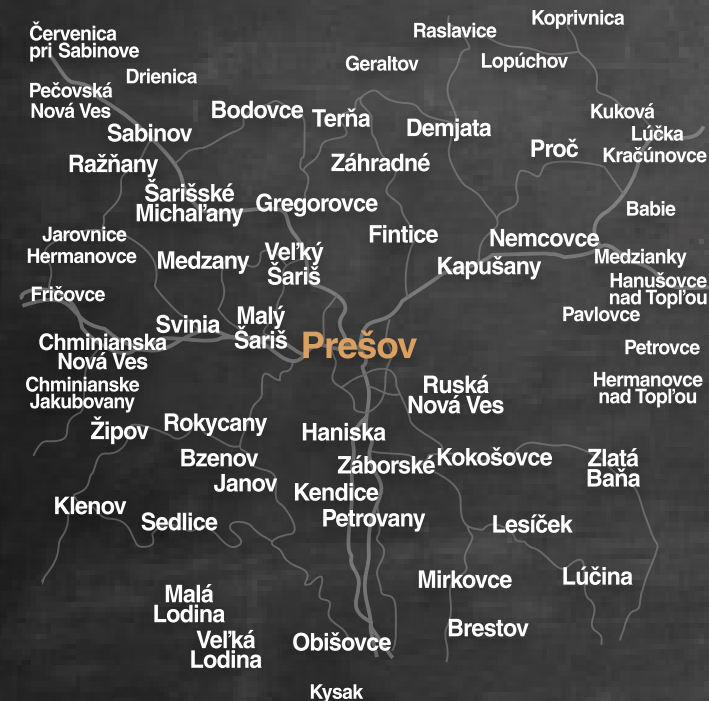 Koprivnica
Raslavice
Červenica
pri Sabinove
Geraltov
Lopúchov
Drienica
Pečovská
Nová Ves
Bodovce
Terňa
Kuková
Sabinov
Demjata
Lúčka
Proč
Kračúnovce
Ražňany
Záhradné
Šarišské
Michaľany
Gregorovce
Babie
Jarovnice
Fintice
Nemcovce
Hermanovce
Medzany
Veľký
Šariš
Kapušany
Medzianky
Hanušovce
nad Topľou
Fričovce
Pavlovce
Svinia
Malý
Šariš
Prešov
Chminianska
Nová Ves
Petrovce
Chminianske
Jakubovany
Ruská
Nová Ves
Hermanovce
nad Topľou
Žipov
Rokycany
Haniska
Bzenov
Záborské
Kokošovce
Zlatá
Baňa
Janov
Kendice
Klenov
Sedlice
Petrovany
Lesíček
Mirkovce
Lúčina
Malá
Lodina
Brestov
Veľká
Lodina
Obišovce
Kysak